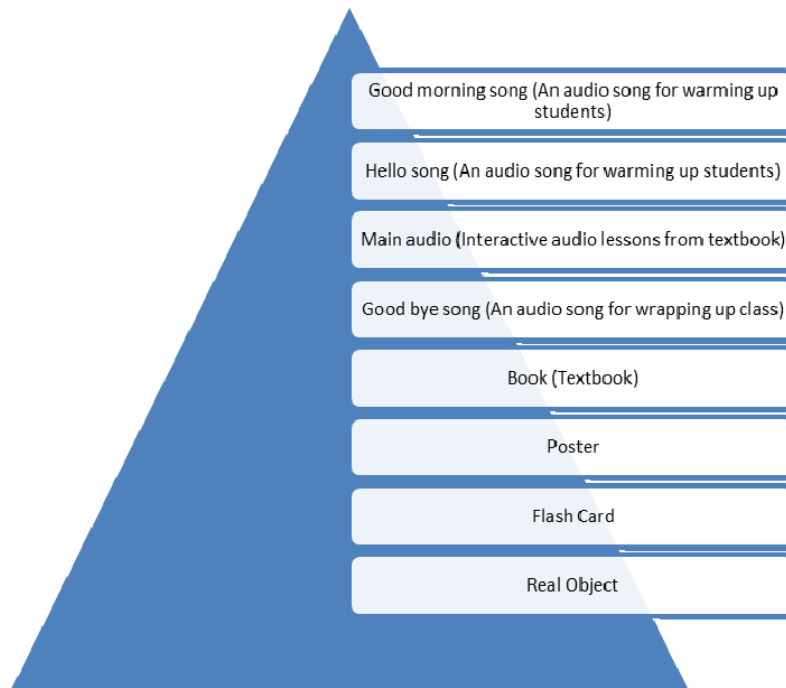 Good morning song (An audio song for warming up
students)
Hello song (An audio song for warming up students)
Main audio (Interactive audio lessons from textbook)
Good bye song (An audio song for wrapping up class)
Book (Textbook)
Poster
Flash Card
Real Object